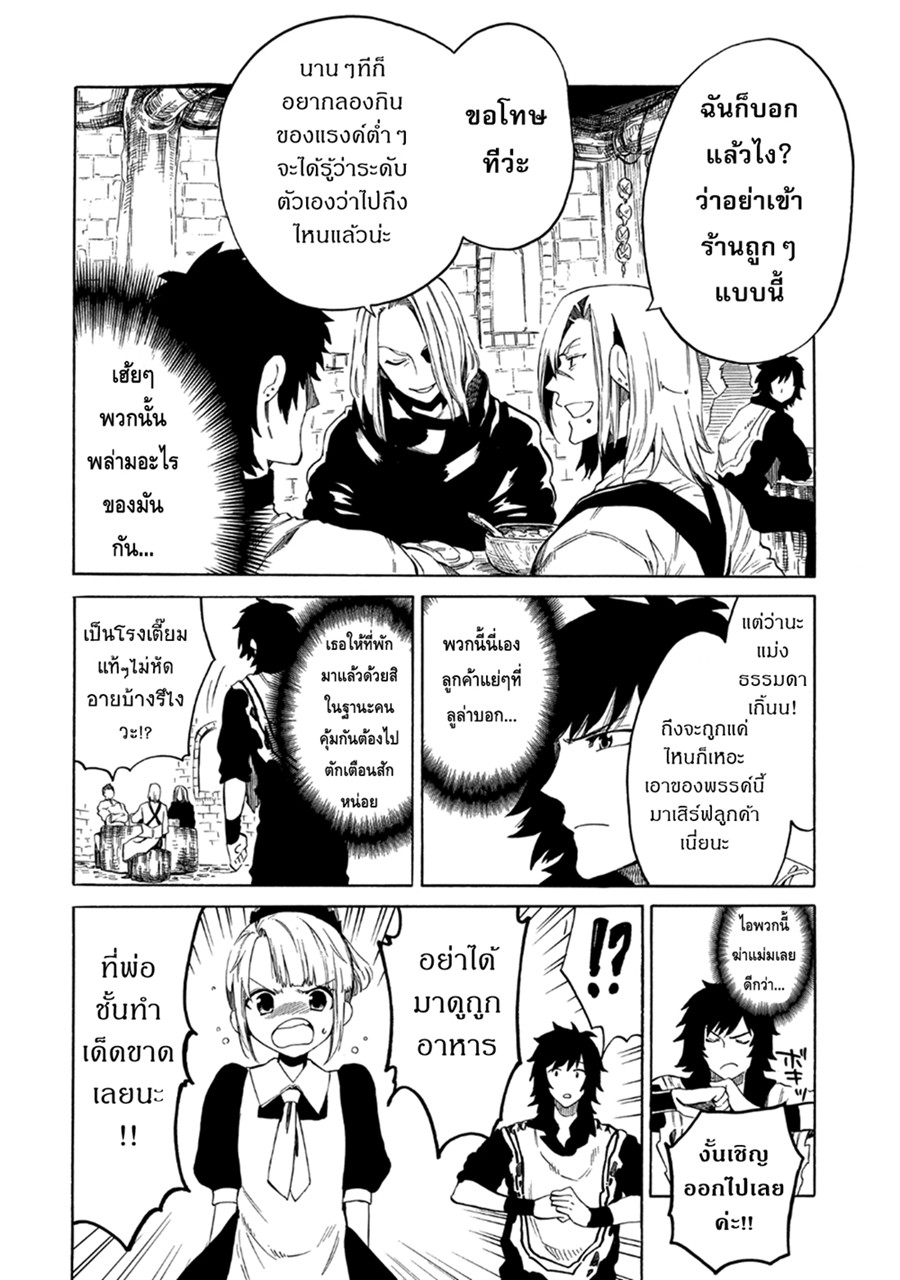 ฉันก็บอก
แล้วไง?
ว่าอย่าเข้า
ร้านถูกๆ
แบบนี้
ขอโทษ
ทีว่ะ
นานๆทีก็
อยากลองกิน
ของแรงค์ต่ำๆ
จะได้รู้ว่าระดับ
ตัวเองว่าไปถึง
ไหนแล้วน่ะ
เฮ้ยๆ
พวกนั้น
พล่ามอะไร
ของมัน
กัน...
แต่ว่านะ
แม่ง
ธรรมดา
เกิ้นน!
ถึงจะถูกแค่
ไหนก็เหอะ
เอาของพรรค์นี้
มาเสิร์ฟลูกค้า
เนี่ยนะ
พวกนี้นี่เอง
ลูกค้าแย่ๆที่
ลูล่าบอก...
เธอให้ที่พัก
มาแล้วด้วยสิ
ในฐานะคน
คุ้มกันต้องไป
ตักเตือนสัก
หน่อย
เป็นโรงเตี๊ยม
แท้ๆไม่หัด
อายบ้างรึไง
วะ!?
ไอพวกนี้
ฆ่าแม่มเลย
ดีกว่า...
ボキッ
งั้นเชิญ
ออกไปเลย
ค่ะ!!
!?
อย่าได้
มาดูถูก
อาหาร
ที่พ่อ
ชั้นทำ
เด็ดขาด
เลยนะ
!!